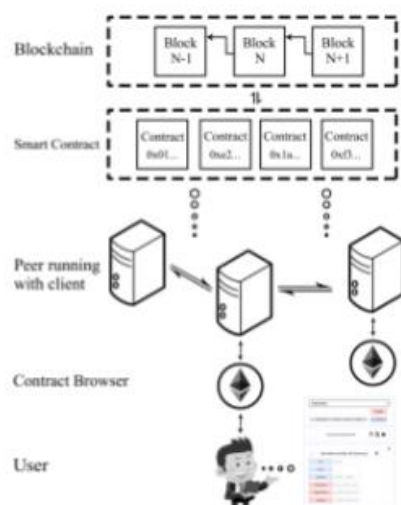 Blockchain
Block N-1
Block N
Block N+1
Smart Contract
Contract 0x01...
Contract 0xe2...
Contract 0x1a...
Contract 0xf3...
Peer running
with client
Contract Browser
User